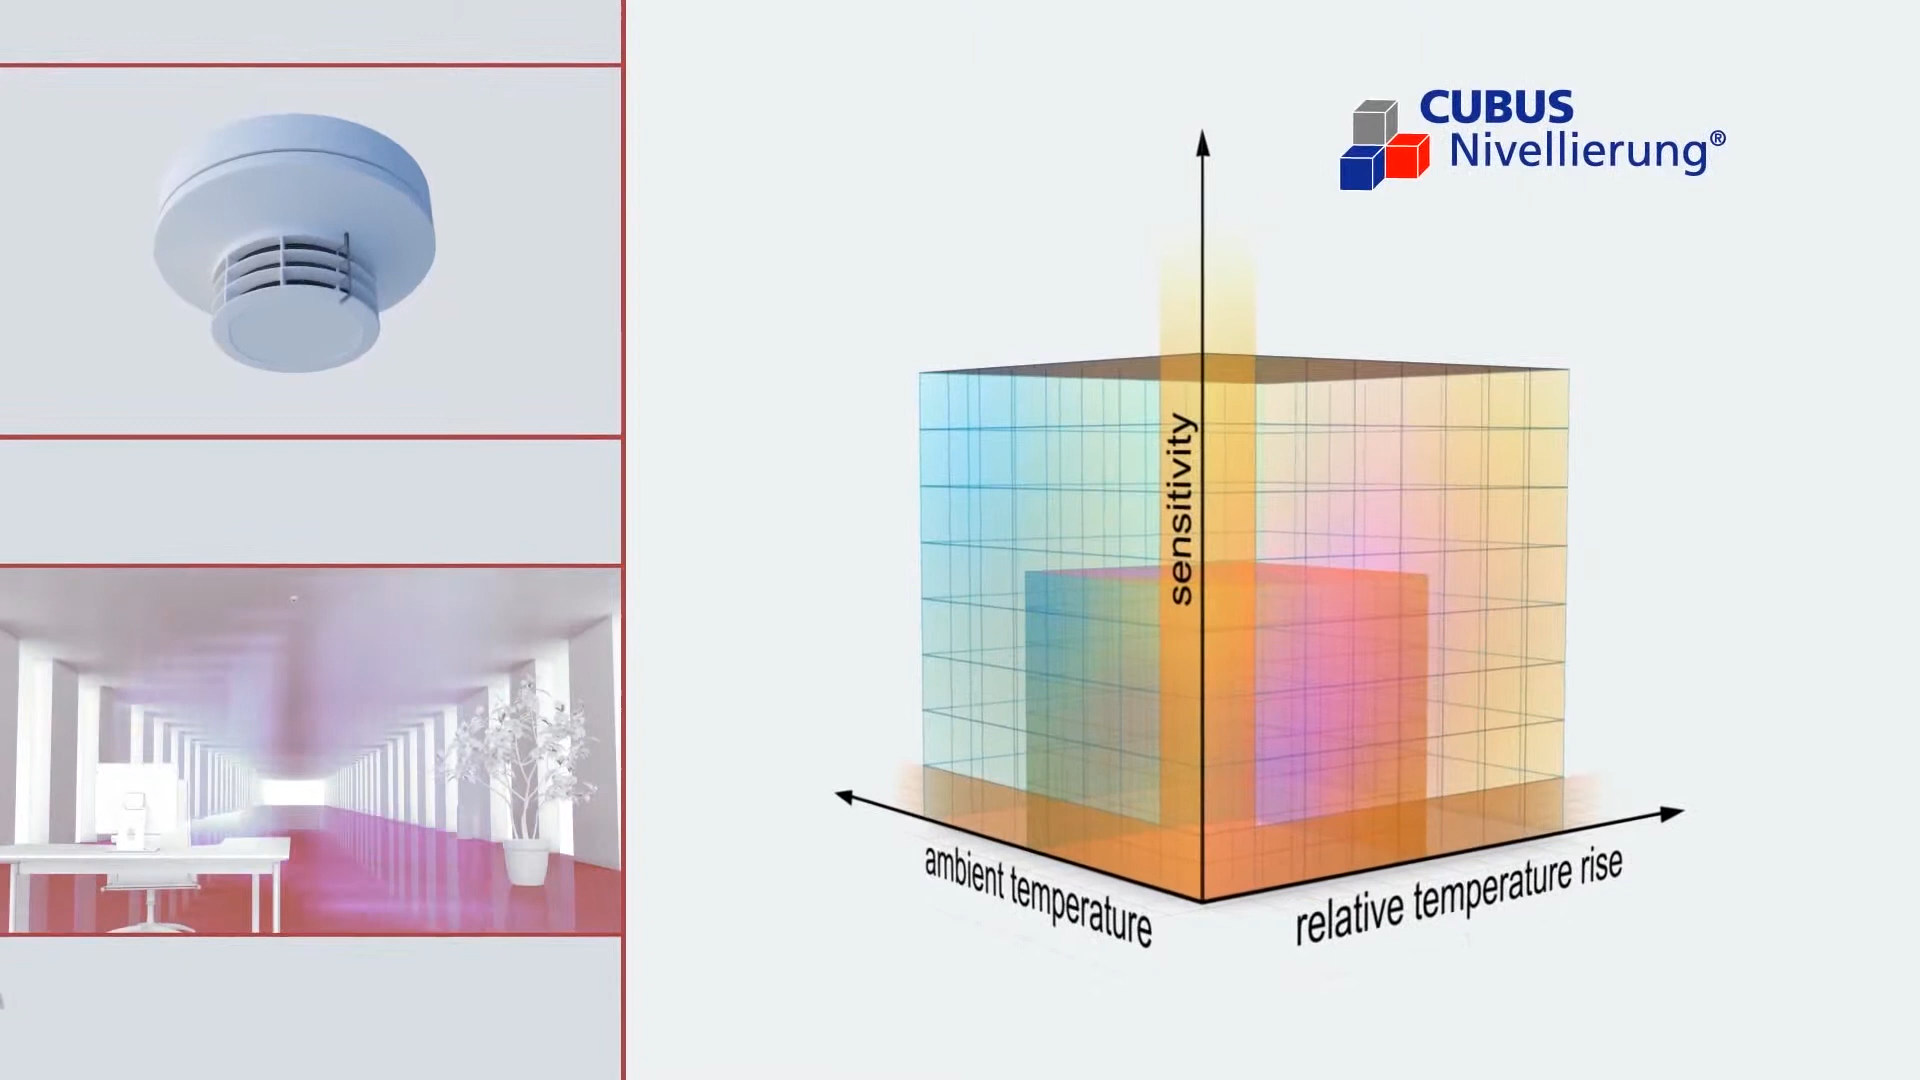 CUBUS
Nivellierung®
sensitivity
ambient temperature
relative temperature rise